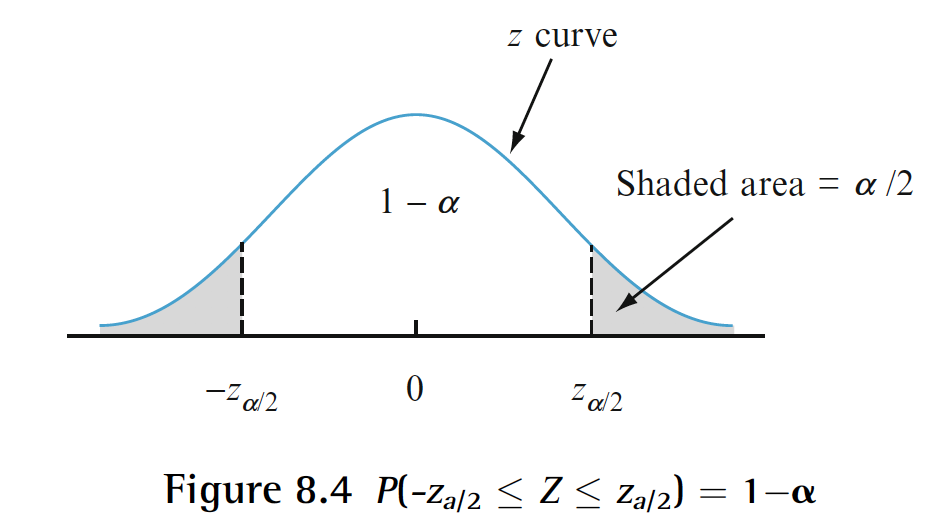 z curve
Shaded area = α /2
1 − α
−zα/2
0
zα/2
Figure 8.4 P(-za/2 ≤ Z ≤ za/2) = 1−α